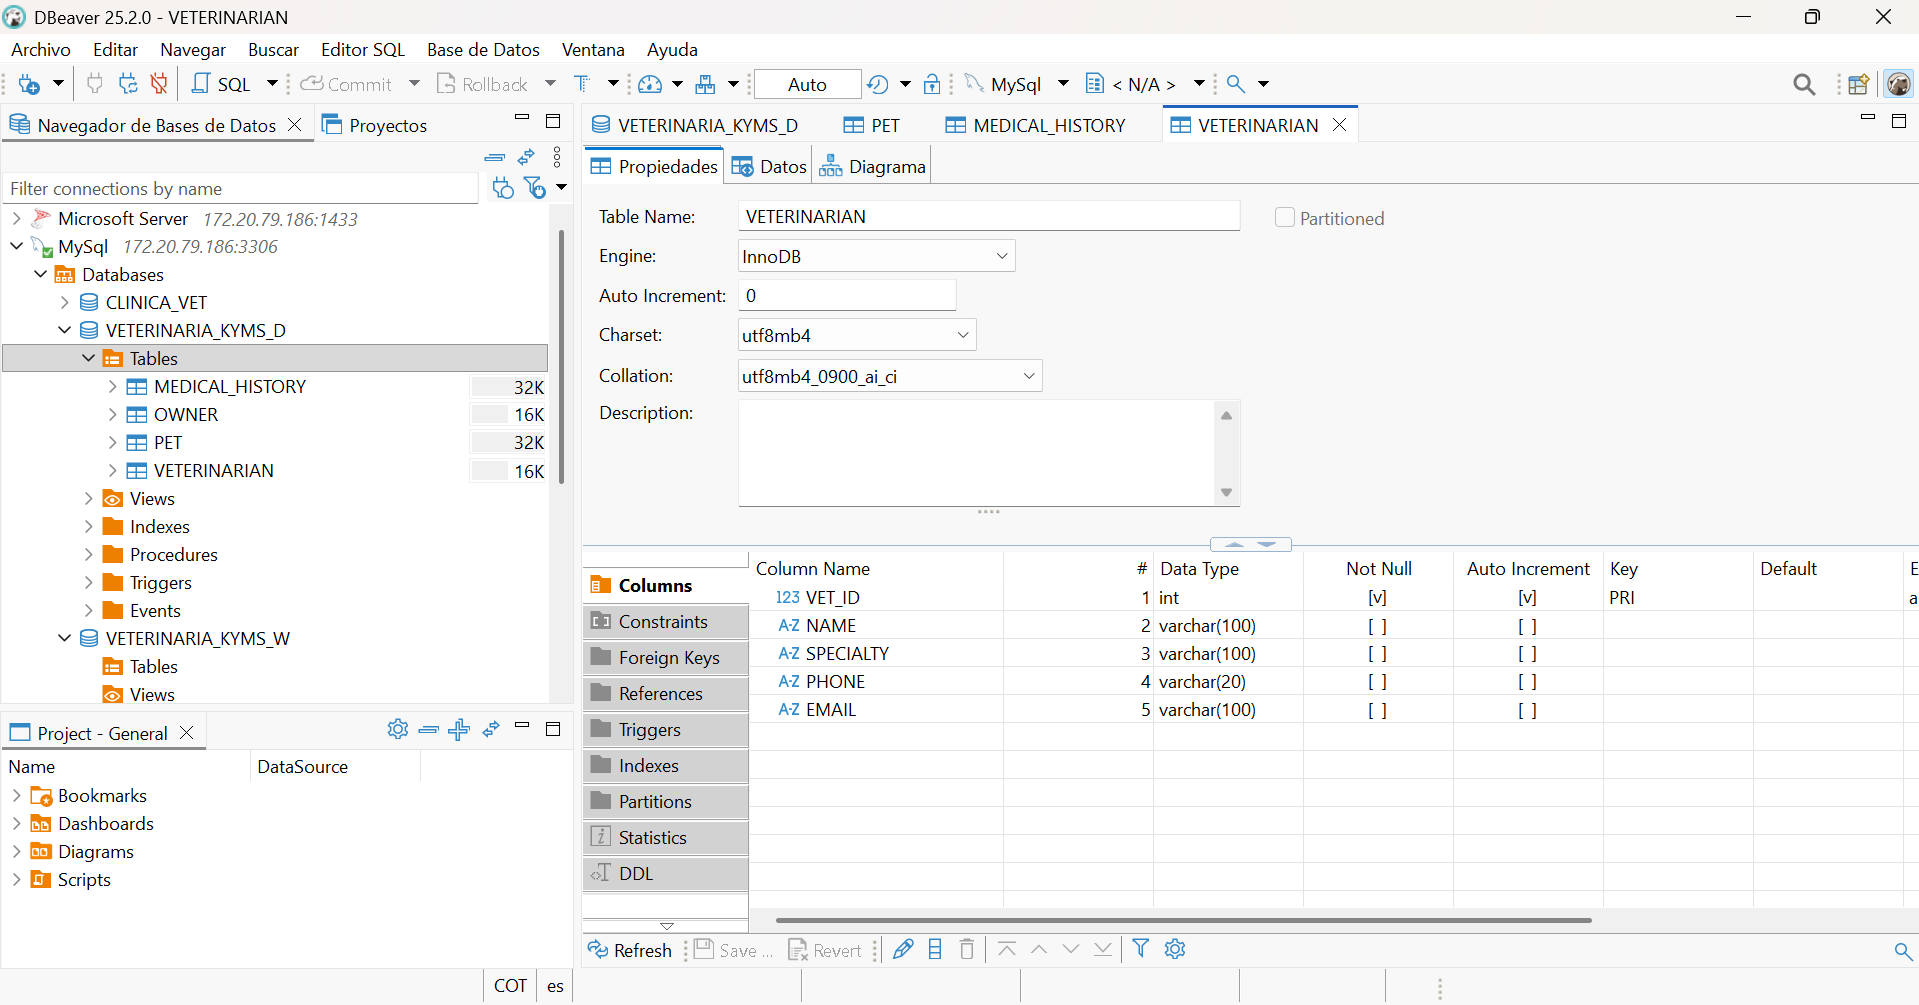 DBeaver 25.2.0 - VETERINARIAN
Archivo Editar Navegar Buscar Editor SQL Base de Datos Ventana Ayuda
SQL Commit Rollback Auto MySql < N/A >
Navegador de Bases de Datos Proyectos
VETERINARIA_KYMS_D PET MEDICAL_HISTORY VETERINARIAN
Filter connections by name
Microsoft Server 172.20.79.186:1433
MySql 172.20.79.186:3306
Databases
CLINICA_VET
VETERINARIA_KYMS_D
Tables
MEDICAL_HISTORY 32K
OWNER 16K
PET 32K
VETERINARIAN 16K
Views
Indexes
Procedures
Triggers
Events
VETERINARIA_KYMS_W
Tables
Views
Project - General
Name DataSource
Bookmarks
Dashboards
Diagrams
Scripts
Propiedades Datos Diagrama
Table Name: VETERINARIAN Partitioned
Engine: InnoDB
Auto Increment: 0
Charset: utf8mb4
Collation: utf8mb4_0900_ai_ci
Description:
Columns
Constraints
Foreign Keys
References
Triggers
Indexes
Partitions
Statistics
DDL
Column Name # Data Type Not Null Auto Increment Key Default E
123 VET_ID 1 int [v] [v] PRI a
A-Z NAME 2 varchar(100) [ ] [ ]
A-Z SPECIALTY 3 varchar(100) [ ] [ ]
A-Z PHONE 4 varchar(20) [ ] [ ]
A-Z EMAIL 5 varchar(100) [ ] [ ]
Refresh Save ... Revert
COT es